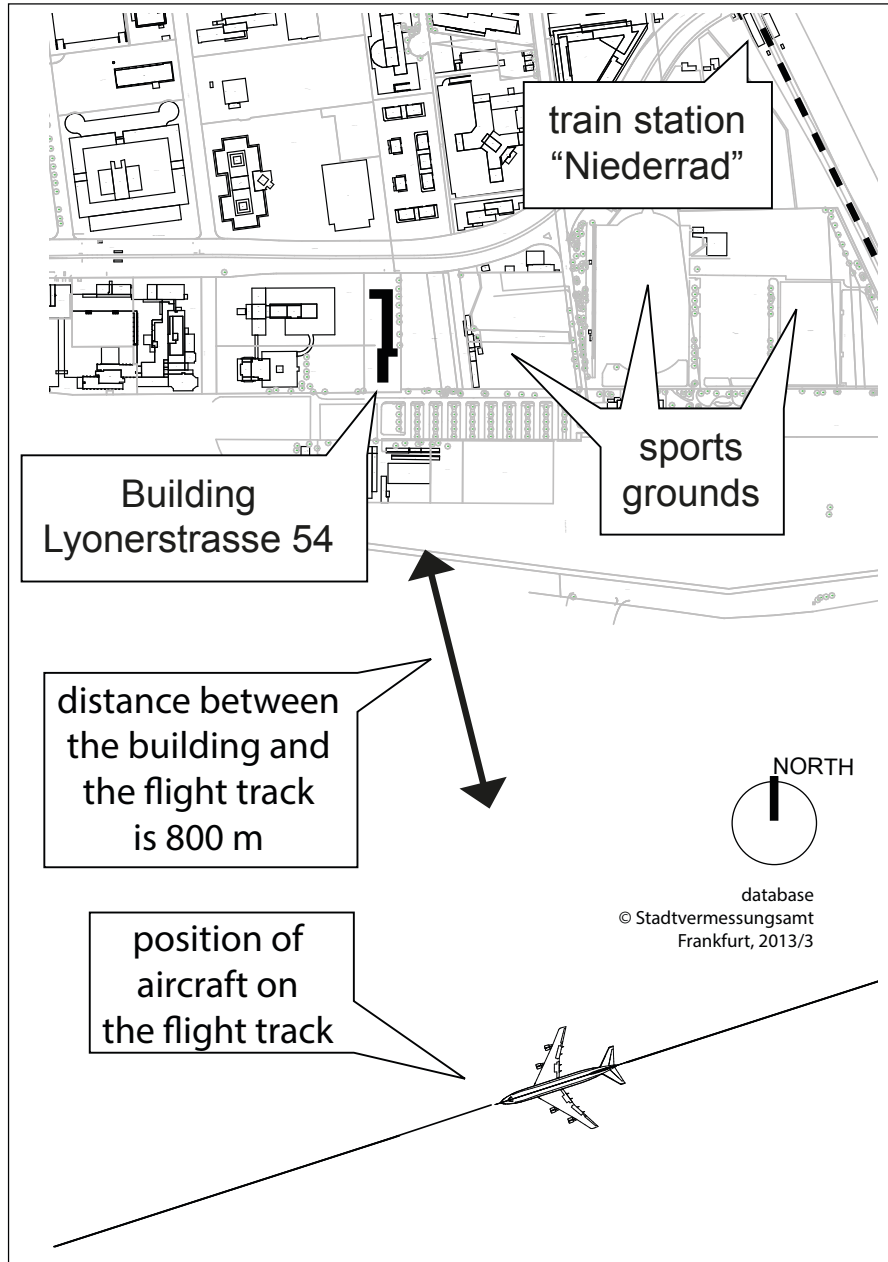 train station
“Niederrad”
sports
grounds
Building
Lyonerstrasse 54
distance between
the building and
the flight track
is 800 m
NORTH
database
© Stadtvermessungsamt
Frankfurt, 2013/3
position of
aircraft on
the flight track